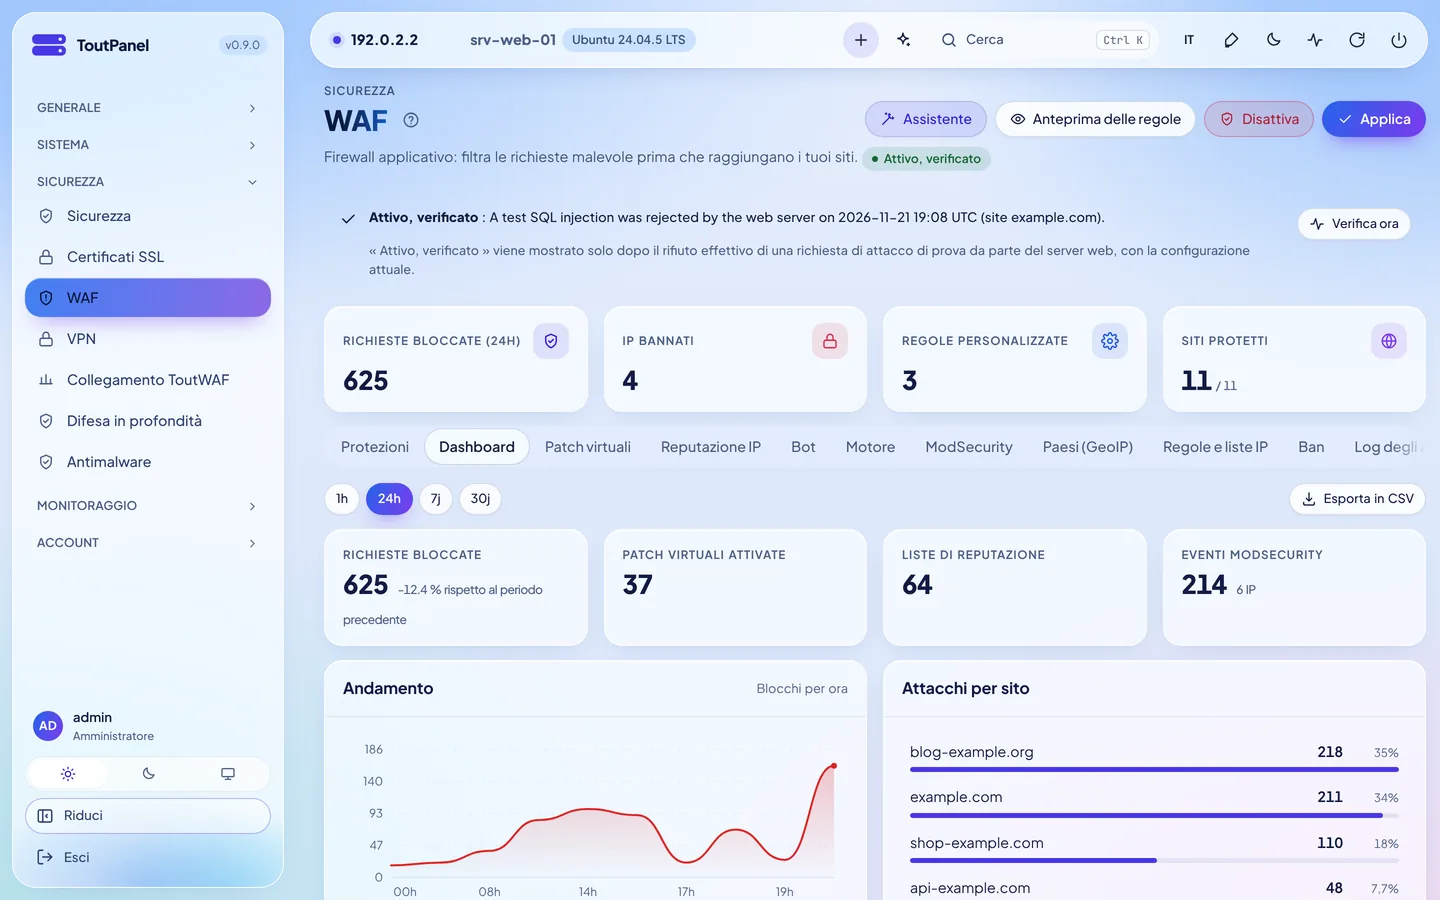 ToutPanel
v0.9.0
GENERALE
SISTEMA
SICUREZZA
Sicurezza
Certificati SSL
WAF
VPN
Collegamento ToutWAF
Difesa in profondità
Antimalware
MONITORAGGIO
ACCOUNT
AD
admin
Amministratore
Riduci
Esci
192.0.2.2
srv-web-01
Ubuntu 24.04.5 LTS
Cerca
Ctrl K
IT
SICUREZZA
WAF
Assistente
Anteprima delle regole
Disattiva
Applica
Firewall applicativo: filtra le richieste malevole prima che raggiungano i tuoi siti.
Attivo, verificato
Attivo, verificato : A test SQL injection was rejected by the web server on 2026-11-21 19:08 UTC (site example.com).
Verifica ora
« Attivo, verificato » viene mostrato solo dopo il rifiuto effettivo di una richiesta di attacco di prova da parte del server web, con la configurazione
attuale.
RICHIESTE BLOCCATE (24H)
625
IP BANNATI
4
REGOLE PERSONALIZZATE
3
SITI PROTETTI
11 / 11
Protezioni
Dashboard
Patch virtuali
Reputazione IP
Bot
Motore
ModSecurity
Paesi (GeoIP)
Regole e liste IP
Ban
Log degli
1h
24h
7j
30j
Esporta in CSV
RICHIESTE BLOCCATE
625 -12.4 % rispetto al periodo
precedente
PATCH VIRTUALI ATTIVATE
37
LISTE DI REPUTAZIONE
64
EVENTI MODSECURITY
214 6 IP
Andamento
Blocchi per ora
186
140
93
47
0
00h
08h
14h
17h
19h
Attacchi per sito
blog-example.org 218 35%
example.com 211 34%
shop-example.com 110 18%
api-example.com 48 7,7%